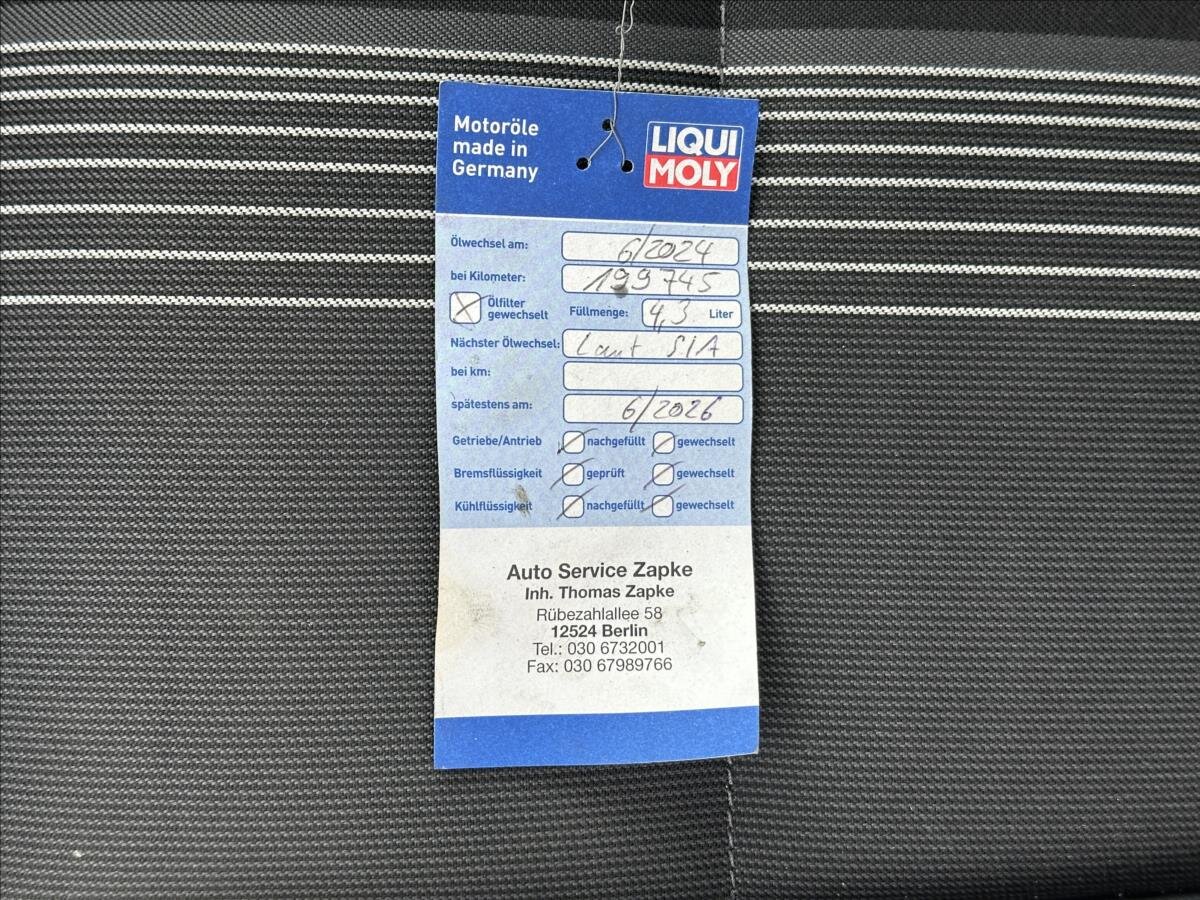 Motoröle
made in
Germany
LIQUI
MOLY
Ölwechsel am: 6/2024
bei Kilometer: 199745
Ölfilter
gewechselt
Füllmenge: 4,3 Liter
Nächster Ölwechsel: Laut SIA
bei km:
spätestens am: 6/2026
Getriebe/Antrieb nachgefüllt gewechselt
Bremsflüssigkeit geprüft gewechselt
Kühlflüssigkeit nachgefüllt gewechselt
Auto Service Zapke
Inh. Thomas Zapke
Rübezahlallee 58
12524 Berlin
Tel.: 030 6732001
Fax: 030 67989766